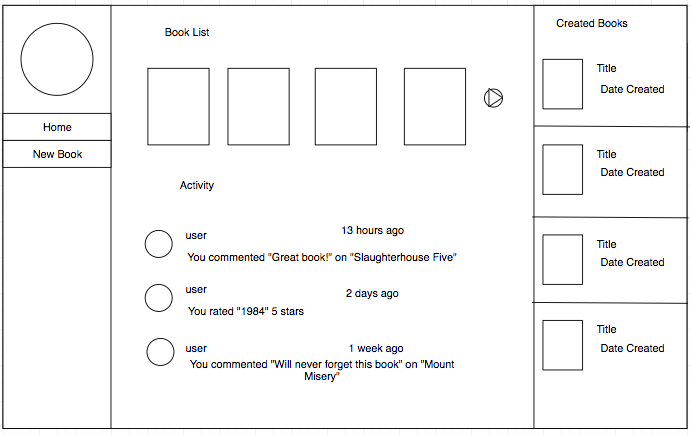 Home
New Book
Book List
Activity
user
13 hours ago
You commented "Great book!" on "Slaughterhouse Five"
user
2 days ago
You rated "1984" 5 stars
user
1 week ago
You commented "Will never forget this book" on "Mount
Misery"
Created Books
Title
Date Created
Title
Date Created
Title
Date Created
Title
Date Created